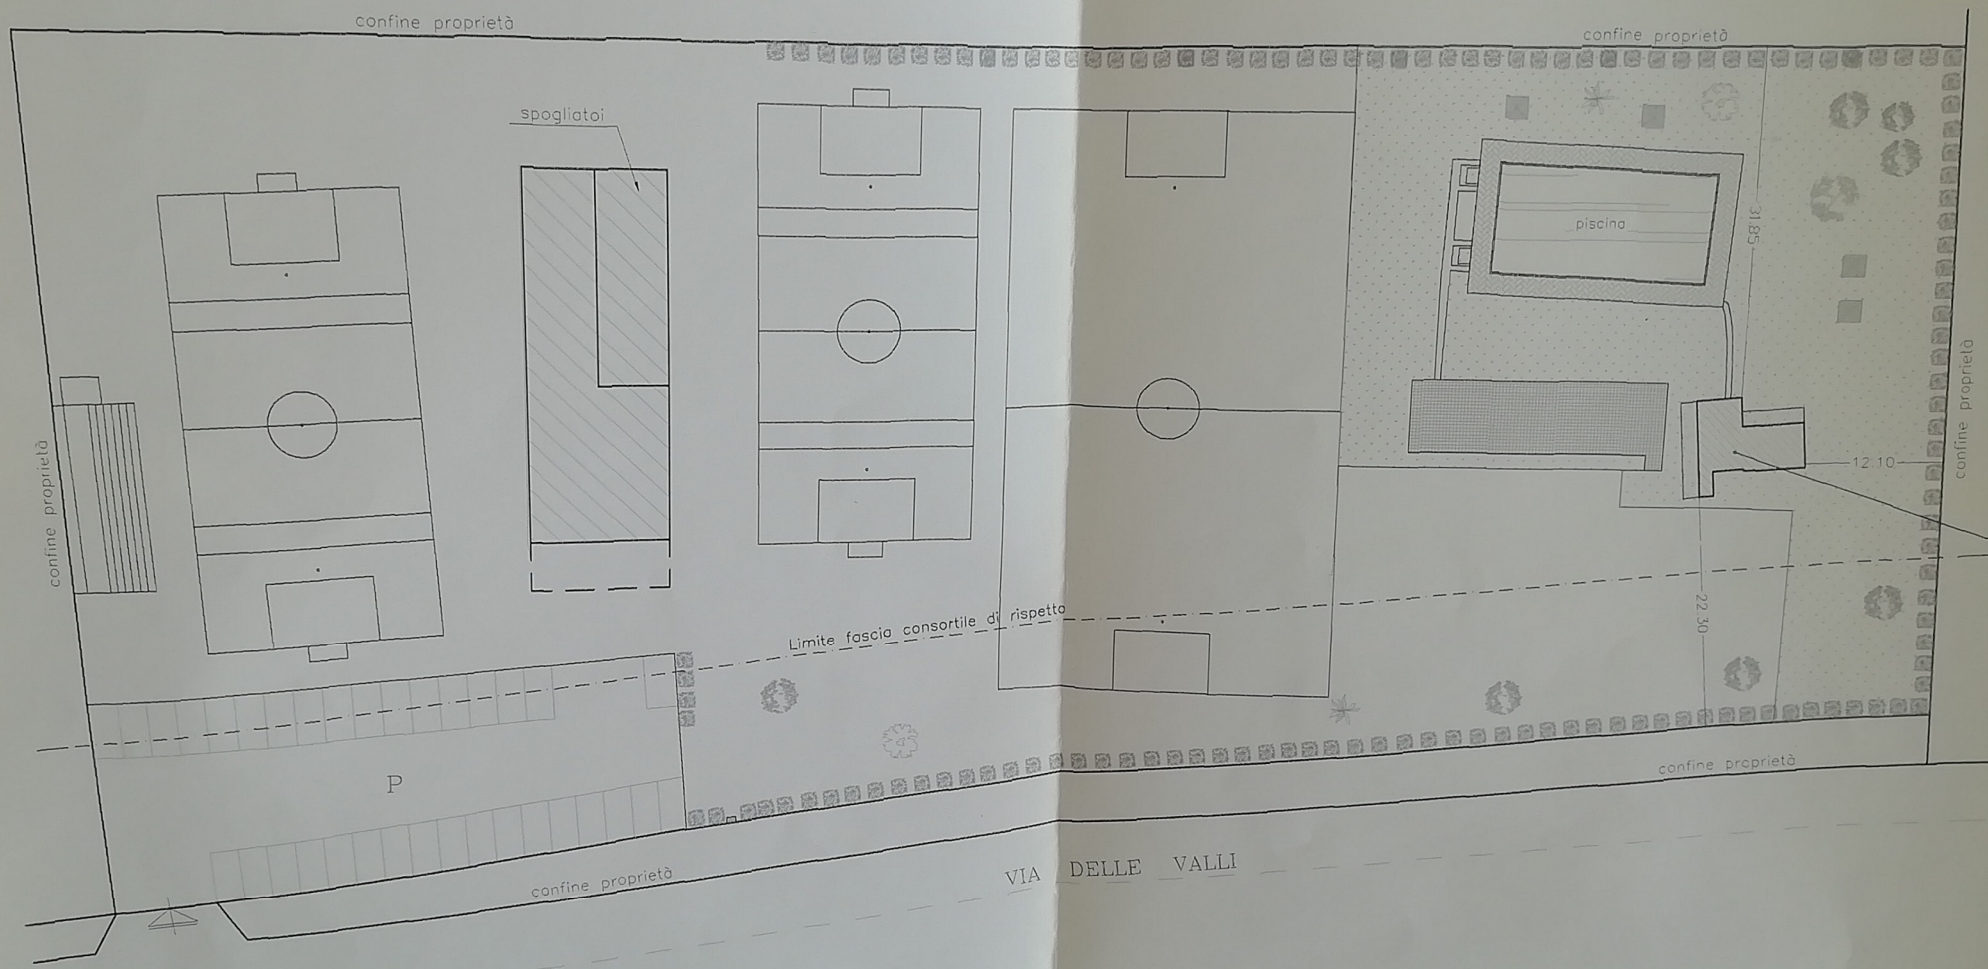 confine proprietà
confine proprietà
spogliatoi
piscina
31.85
confine proprietà
confine proprietà
12.10
22.30
Limite fascia consortile di rispetto
P
confine proprietà
confine proprietà
VIA DELLE VALLI